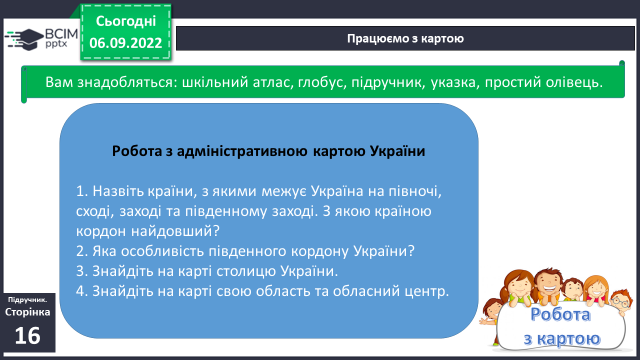 Сьогодні
06.09.2022
BCIM
pptx
Працюємо з картою
Вам знадобляться: шкільний атлас, глобус, підручник, указка, простий олівець.
Робота з адміністративною картою України
1. Назвіть країни, з якими межує Україна на півночі,
сході, заході та південному заході. З якою країною
кордон найдовший?
2. Яка особливість південного кордону України?
3. Знайдіть на карті столицю України.
4. Знайдіть на карті свою область та обласний центр.
Підручник.
Сторінка
16
Робота
з картою